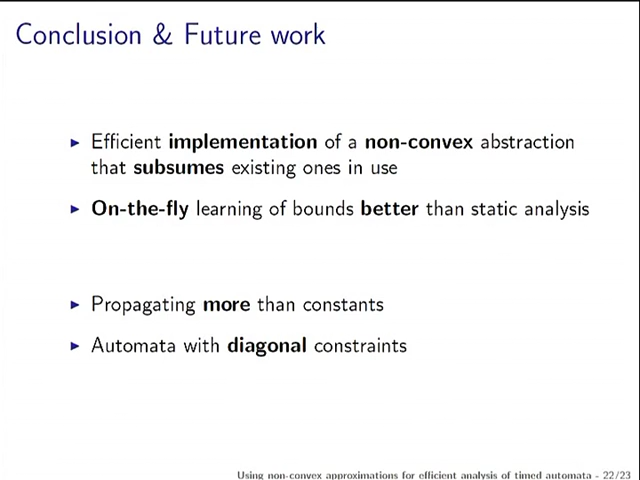 Conclusion & Future work
▶ Efficient implementation of a non-convex abstraction
that subsumes existing ones in use
▶ On-the-fly learning of bounds better than static analysis
▶ Propagating more than constants
▶ Automata with diagonal constraints
Using non-convex approximations for efficient analysis of timed automata - 22/23